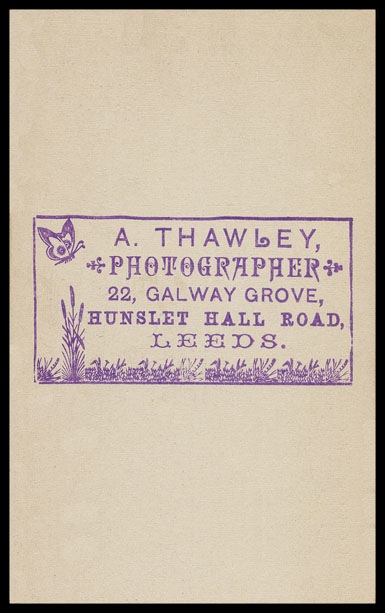 A. THAWLEY,
PHOTOGRAPHER
22, GALWAY GROVE,
HUNSLET HALL ROAD,
LEEDS.